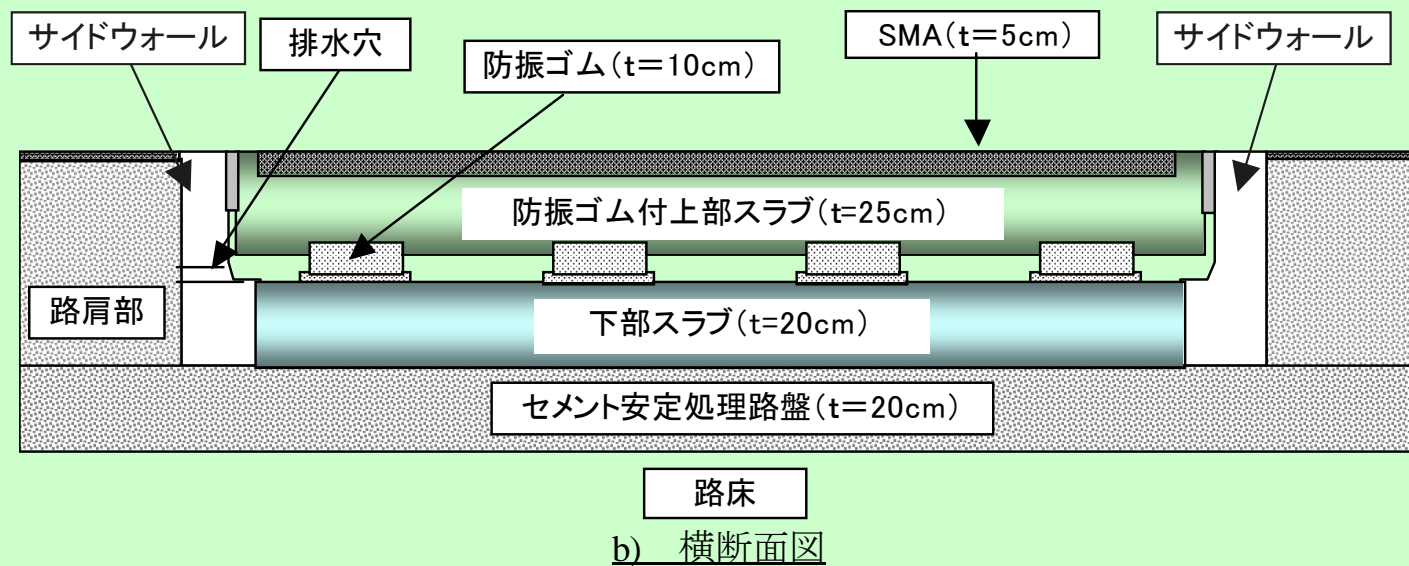 サイドウォール
排水穴
防振ゴム（t＝10cm）
SMA（t＝5cm）
サイドウォール
防振ゴム付上部スラブ（t=25cm）
路肩部
下部スラブ（t=20cm）
セメント安定処理路盤（t＝20cm）
路床
b)　横断面図